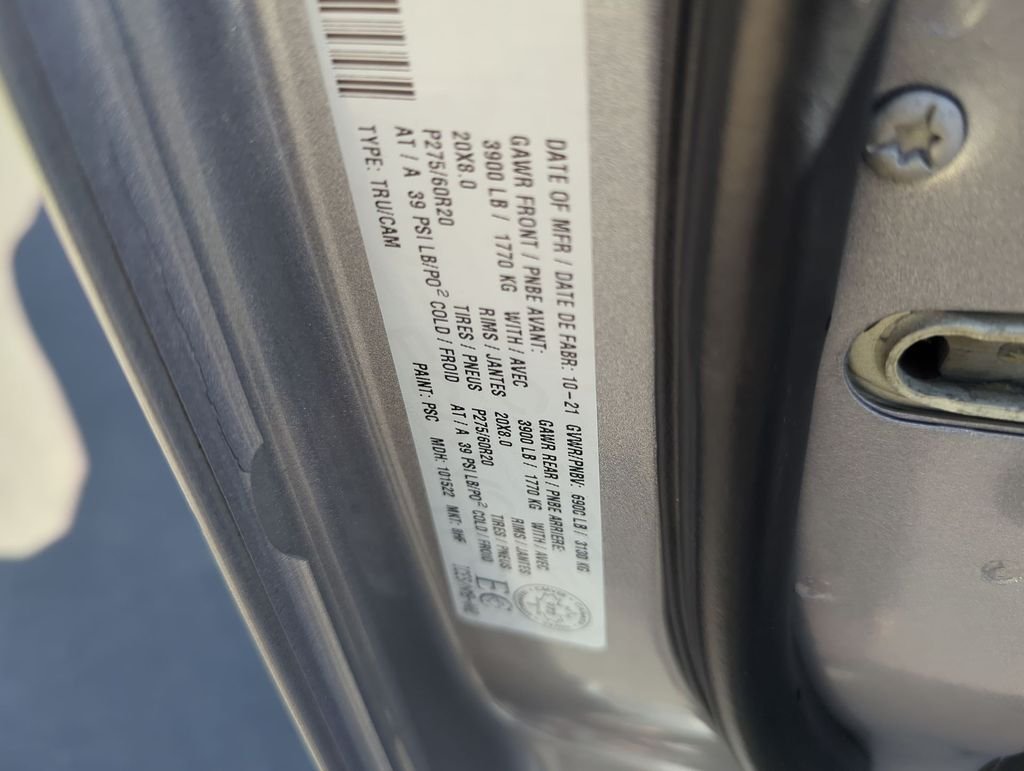 DATE OF MFR / DATE DE FABR: 10-21 GVWR/PNBV: 6900 LB / 3130 KG
GAWR FRONT / PNBE AVANT: GAWR REAR / PNBE ARRIERE:
3900 LB / 1770 KG WITH / AVEC 3900 LB / 1770 KG WITH / AVEC
20X8.0 RIMS / JANTES 20X8.0 RIMS / JANTES
P275/60R20 TIRES / PNEUS P275/60R20 TIRES / PNEUS
AT / A 39 PSI LB/PO² COLD / FROID AT / A 39 PSI LB/PO² COLD / FROID
TYPE: TRU/CAM PAINT: PSC MDH: 101522 MKT: